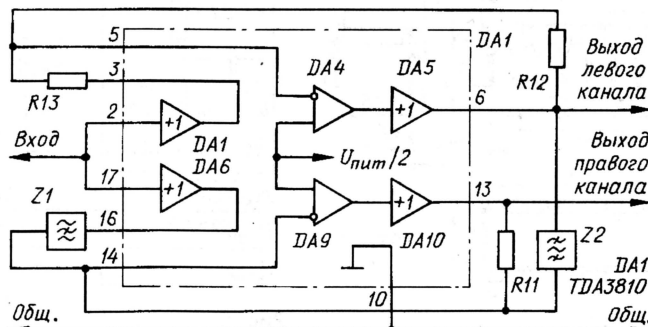 5
DA1
3
DA4
DA5
R12
Выход
левого
канала
R13
2
+1
+1
6
DA1
Вход
DA6
Uпит/2
Выход
правого
канала
17
+1
+1
13
Z1
16
DA9
DA10
Z2
14
R11
DA1
TDA3810
10
Общ.
Общ.